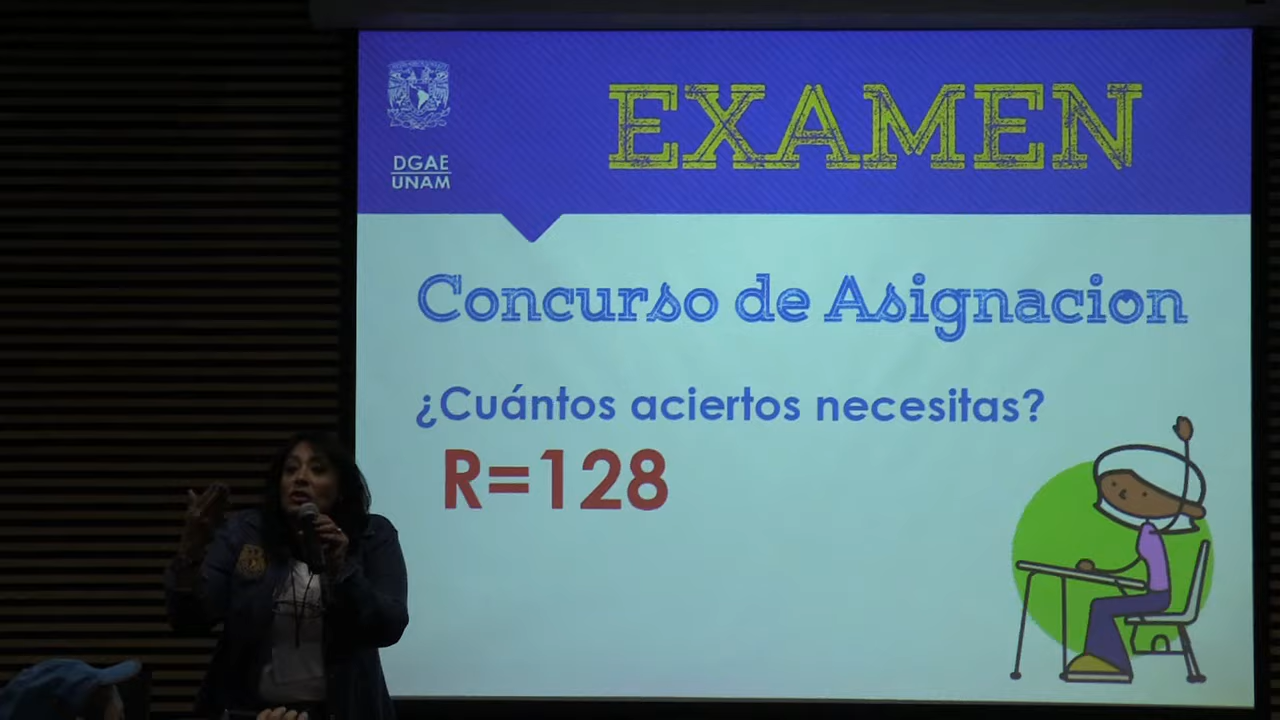 DGAE
UNAM
EXAMEN
Concurso de Asignacion
¿Cuántos aciertos necesitas?
R=128